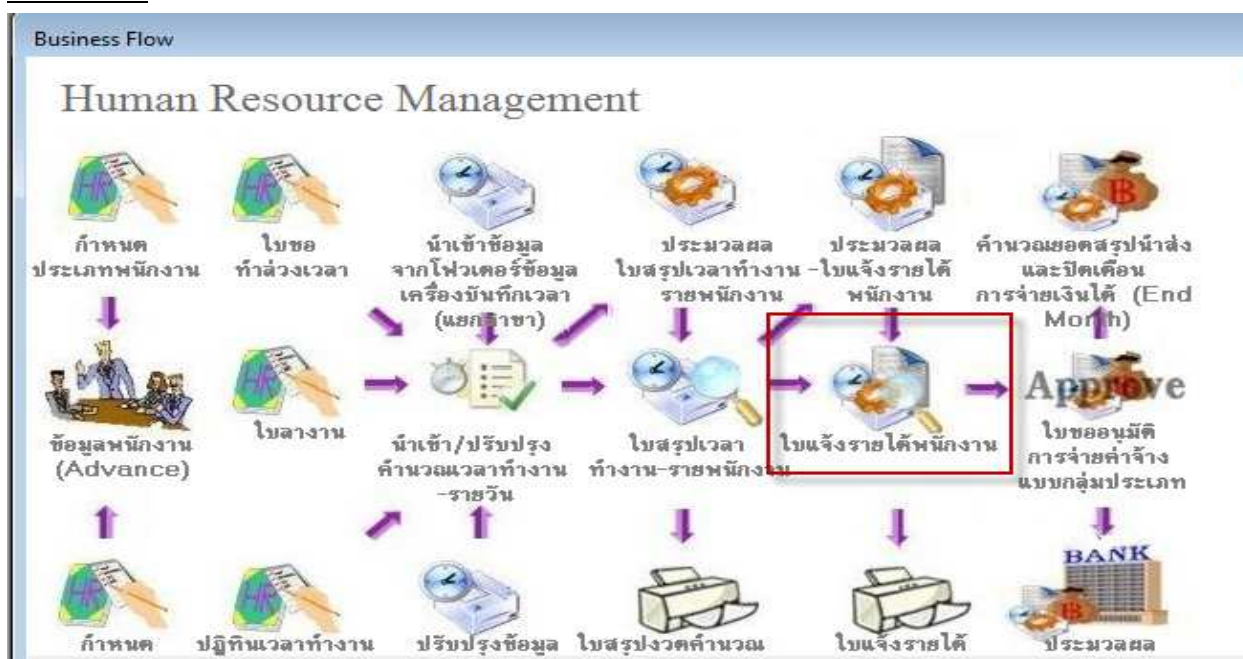 Business Flow
Human Resource Management
กำหนด
ประเภทพนักงาน
ใบขอ
ทำล่วงเวลา
นำเข้าข้อมูล
จากโฟวเดอร์ข้อมูล
เครื่องบันทึกเวลา
(แยกสาขา)
ประมวลผล
ใบสรุปเวลาทำงาน
รายพนักงาน
ประมวลผล
-ใบแจ้งรายได้
พนักงาน
คำนวณยอดสรุปนำส่ง
และปิดเดือน
การจ่ายเงินได้ (End
Month)
ข้อมูลพนักงาน
(Advance)
ใบลางาน
นำเข้า/ปรับปรุง
คำนวณเวลาทำงาน
-รายวัน
ใบสรุปเวลา
ทำงาน-รายพนักงาน
ใบแจ้งรายได้พนักงาน
Approve
ใบขออนุมัติ
การจ่ายค่าจ้าง
แบบกลุ่มประเภท
กำหนด
ปฏิทินเวลาทำงาน
ปรับปรุงข้อมูล
ใบสรุปงวดคำนวณ
ใบแจ้งรายได้
BANK
ประมวลผล